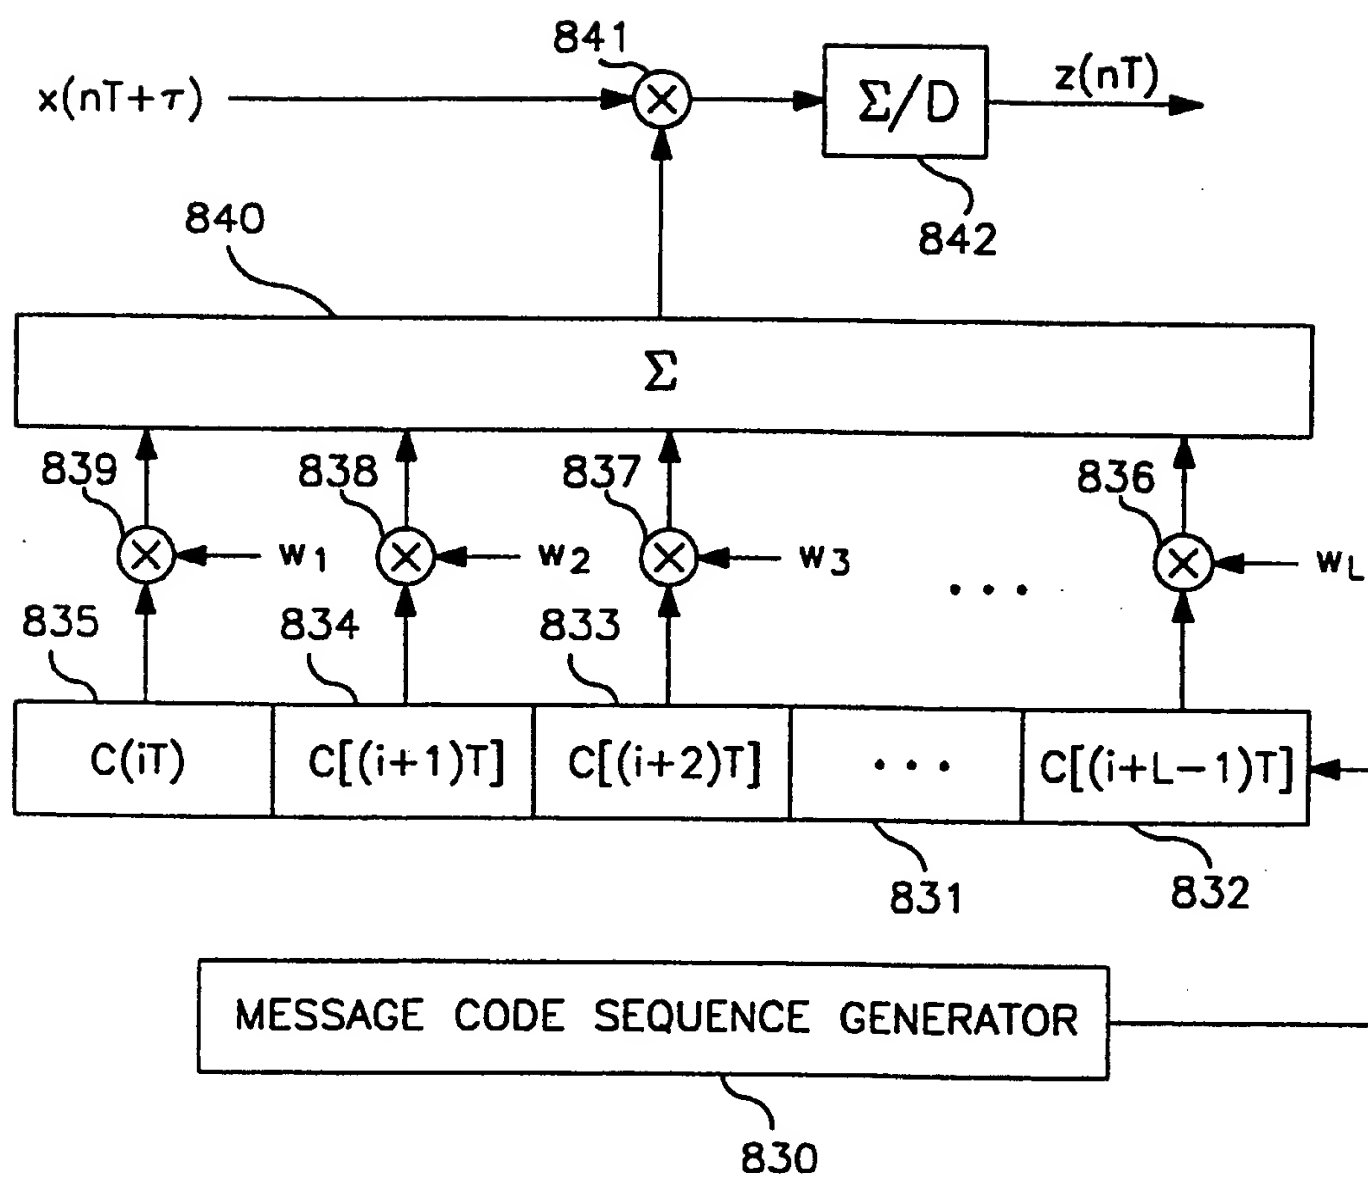 841
x(nT+τ)
Σ/D
z(nT)
842
840
Σ
839
838
837
836
w1
w2
w3
• • •
wL
835
834
833
C(iT)
C[(i+1)T]
C[(i+2)T]
• • •
C[(i+L-1)T]
831
832
MESSAGE CODE SEQUENCE GENERATOR
830